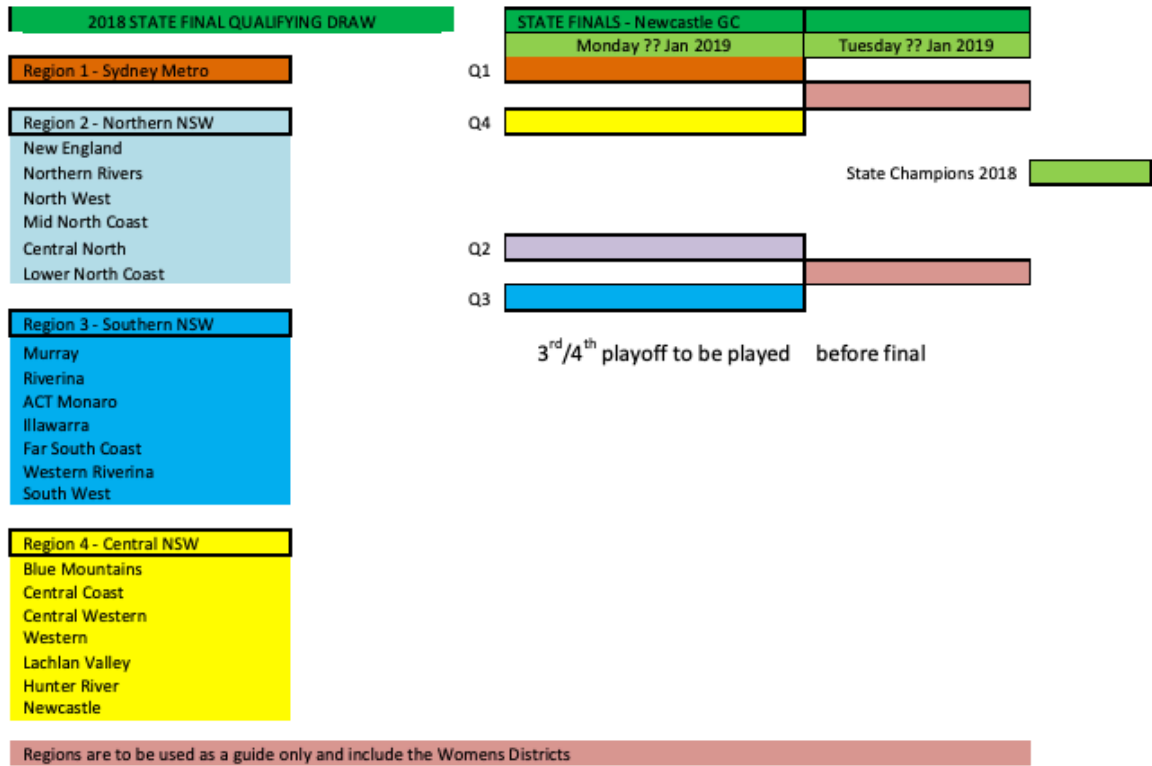 2018 STATE FINAL QUALIFYING DRAW
STATE FINALS - Newcastle GC
Monday ?? Jan 2019
Tuesday ?? Jan 2019
Region 1 - Sydney Metro
Q1
Region 2 - Northern NSW
Q4
New England
Northern Rivers
State Champions 2018
North West
Mid North Coast
Central North
Q2
Lower North Coast
Q3
Region 3 - Southern NSW
Murray
3rd/4th playoff to be played before final
Riverina
ACT Monaro
Illawarra
Far South Coast
Western Riverina
South West
Region 4 - Central NSW
Blue Mountains
Central Coast
Central Western
Western
Lachlan Valley
Hunter River
Newcastle
Regions are to be used as a guide only and include the Womens Districts